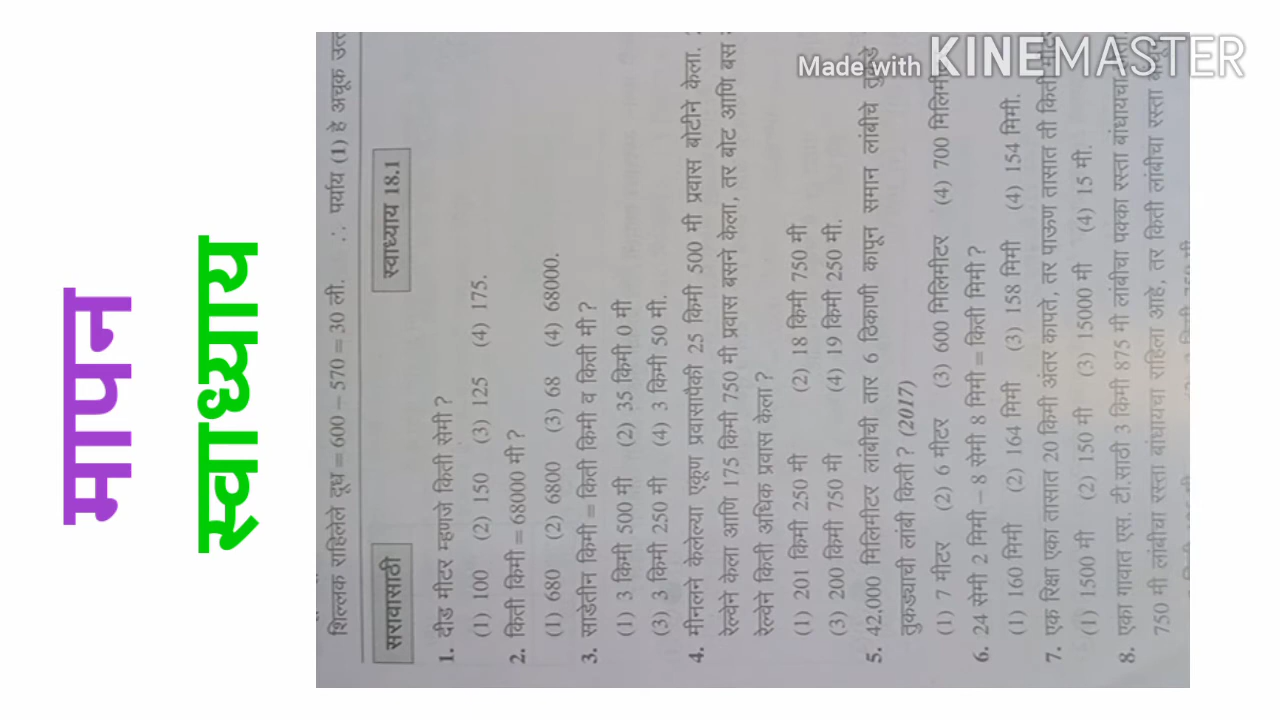 मापन
स्वाध्याय
Made with KINEMASTER
शिल्लक राहिलेले दूध = 600 – 570 = 30 ली. ∴ पर्याय (1) हे अचूक
सरावासाठी
स्वाध्याय 18.1
1. दीड मीटर म्हणजे किती सेमी ?
(1) 100 (2) 150 (3) 125 (4) 175.
2. किती किमी = 68000 मी ?
(1) 680 (2) 6800 (3) 68 (4) 68000.
3. साडेतीन किमी = किती किमी व किती मी ?
(1) 3 किमी 500 मी (2) 35 किमी 0 मी
(3) 3 किमी 250 मी (4) 3 किमी 50 मी.
4. मीनलने केलेल्या एकूण प्रवासापैकी 25 किमी 500 मी प्रवास बोटीने केला.
रेल्वेने केला आणि 175 किमी 750 मी प्रवास बसने केला, तर बोट आणि बस
रेल्वेने किती अधिक प्रवास केला ?
(1) 201 किमी 250 मी (2) 18 किमी 750 मी
(3) 200 किमी 750 मी (4) 19 किमी 250 मी.
5. 42,000 मिलिमीटर लांबीची तार 6 ठिकाणी कापून समान लांबीचे तुकडे
तुकड्याची लांबी किती ? (2017)
(1) 7 मीटर (2) 6 मीटर (3) 600 मिलिमीटर (4) 700
6. 24 सेमी 2 मिमी – 8 सेमी 8 मिमी = किती मिमी ?
(1) 160 मिमी (2) 164 मिमी (3) 158 मिमी (4) 154 मिमी.
7. एक रिक्षा एका तासात 20 किमी अंतर कापते, तर पाऊण तासात ती किती
(1) 1500 मी (2) 150 मी (3) 15000 मी (4) 15 मी.
8. एका गावात एस. टी.साठी 3 किमी 875 मी लांबीचा पक्का रस्ता बांधायचा
750 मी लांबीचा रस्ता बांधायचा राहिला आहे, तर किती लांबीचा रस्ता